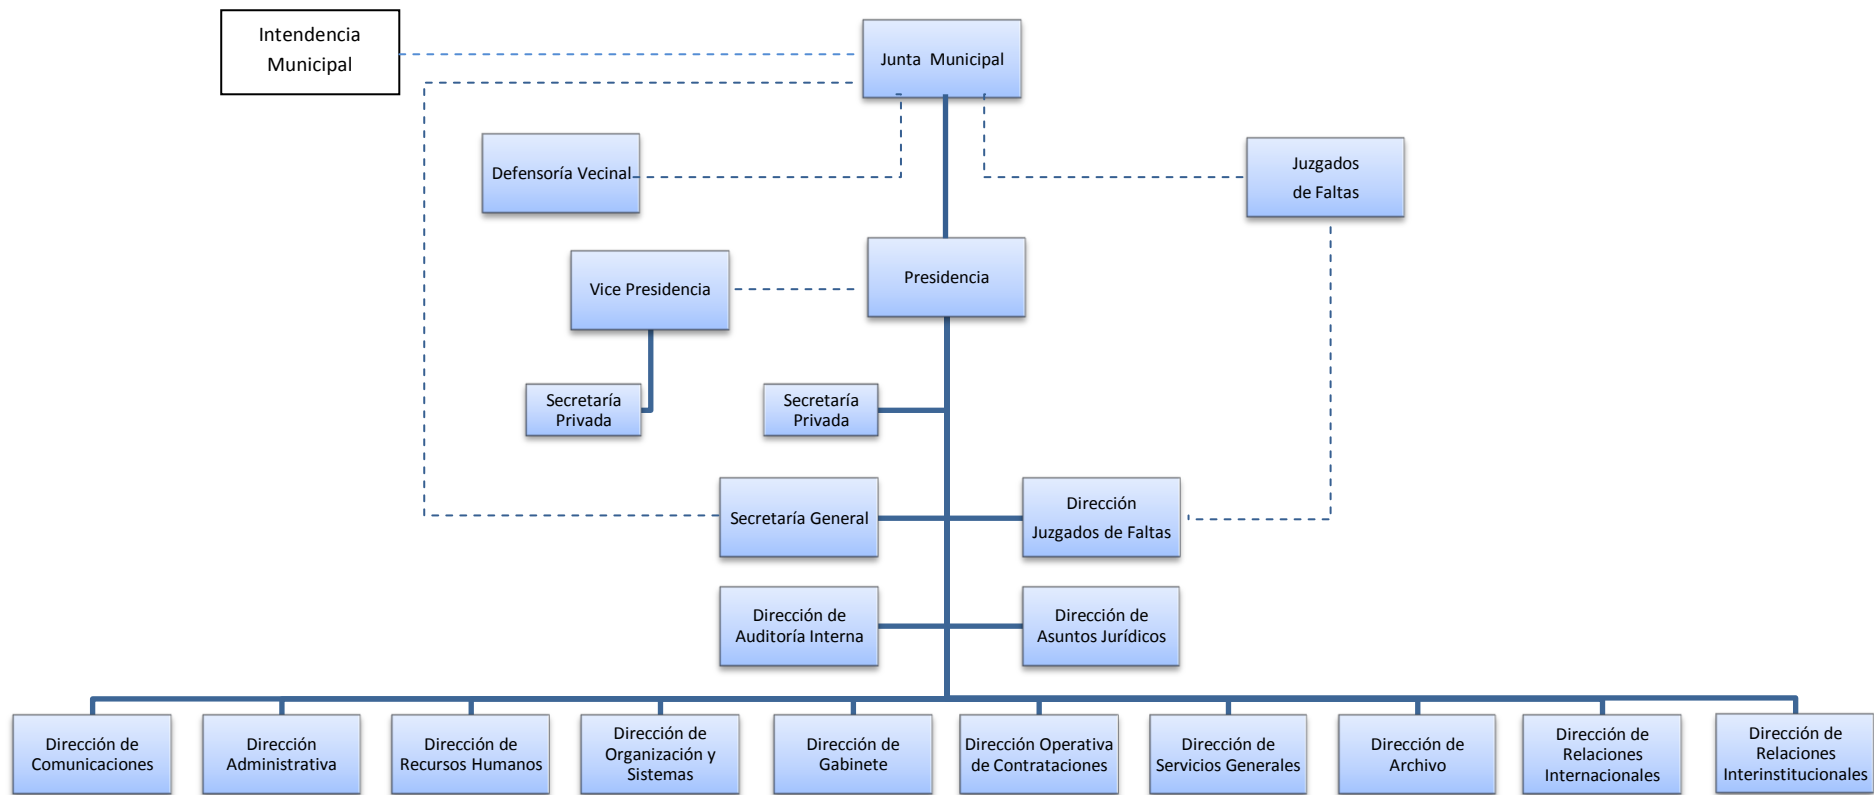 Intendencia
Municipal
Junta Municipal
Defensoría Vecinal
Juzgados
de Faltas
Vice Presidencia
Presidencia
Secretaría
Privada
Secretaría
Privada
Secretaría General
Dirección
Juzgados de Faltas
Dirección de
Auditoría Interna
Dirección de
Asuntos Jurídicos
Dirección de
Comunicaciones
Dirección
Administrativa
Dirección de
Recursos Humanos
Dirección de
Organización y
Sistemas
Dirección de
Gabinete
Dirección Operativa
de Contrataciones
Dirección de
Servicios Generales
Dirección de
Archivo
Dirección de
Relaciones
Internacionales
Dirección de
Relaciones
Interinstitucionales